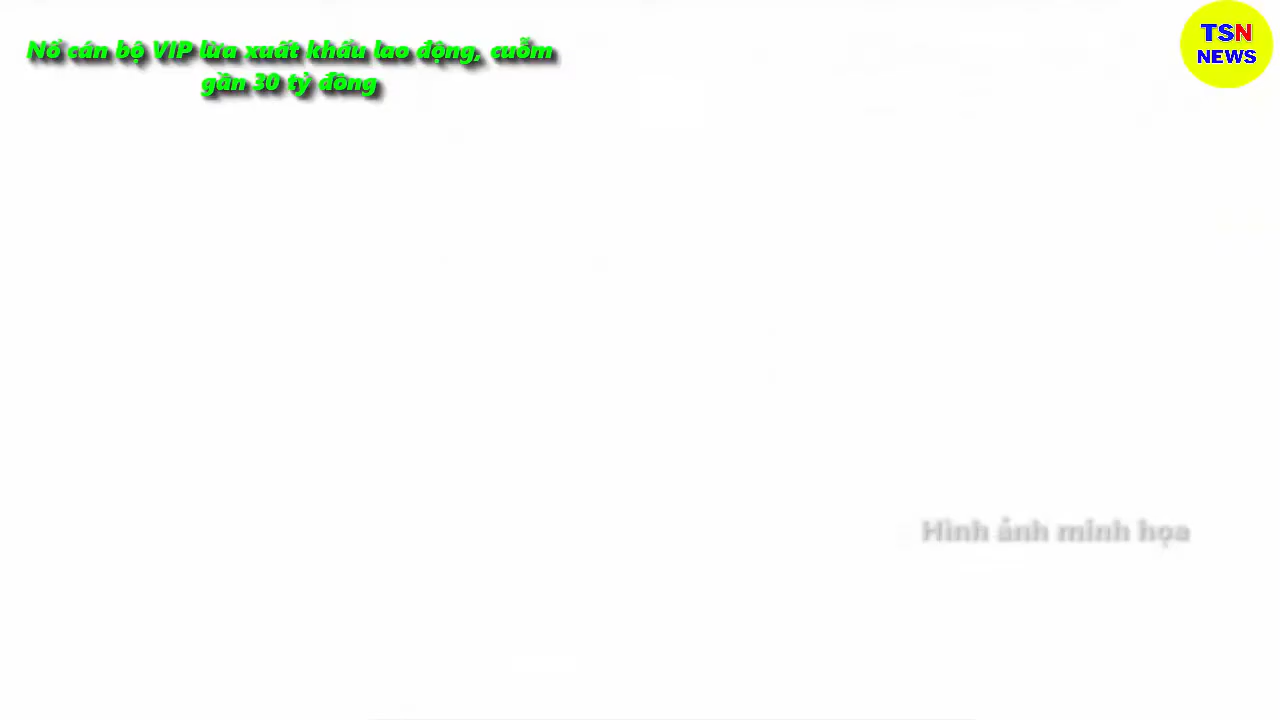 Nổ cán bộ VIP lừa xuất khẩu lao động, cuỗm
gần 30 tỷ đồng
TSN
NEWS
Hình ảnh minh họa